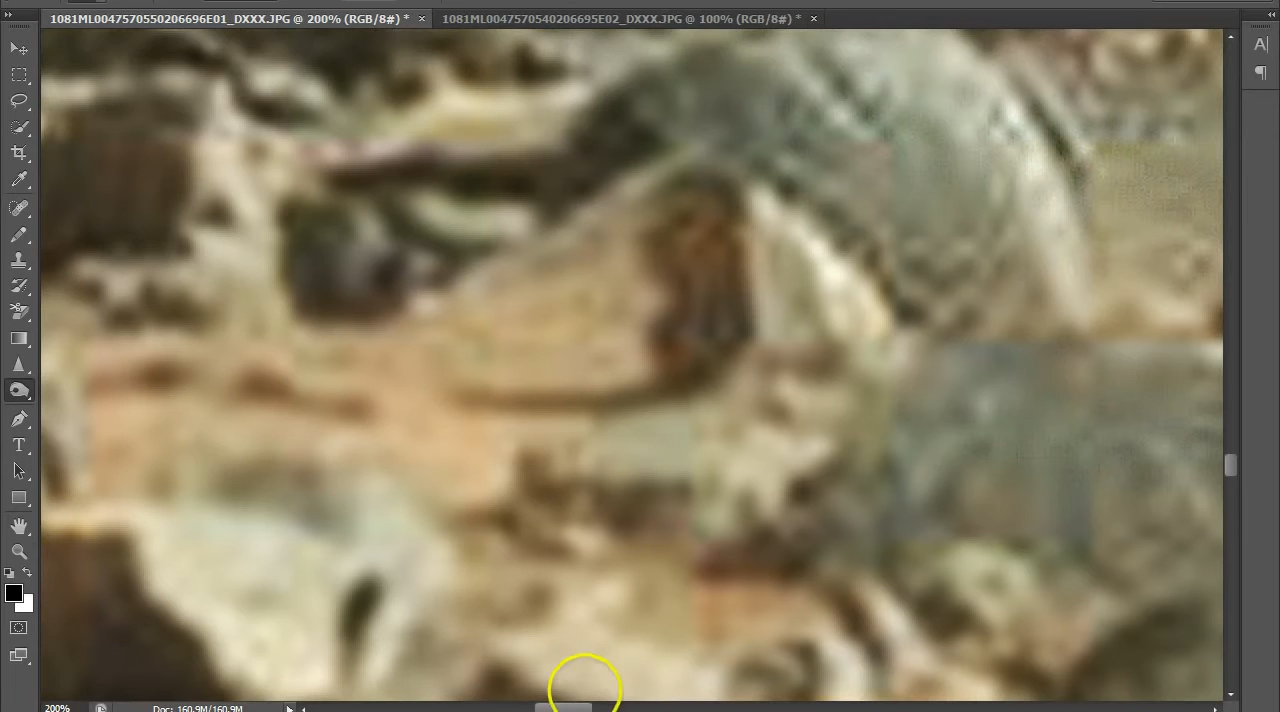 1081ML0047570550206696E01_DXXX.JPG @ 200% (RGB/8#) * × 1081ML0047570540206695E02_DXXX.JPG @ 100% (RGB/8#) * ×
A
T
200% Doc: 160.9M/160.9M